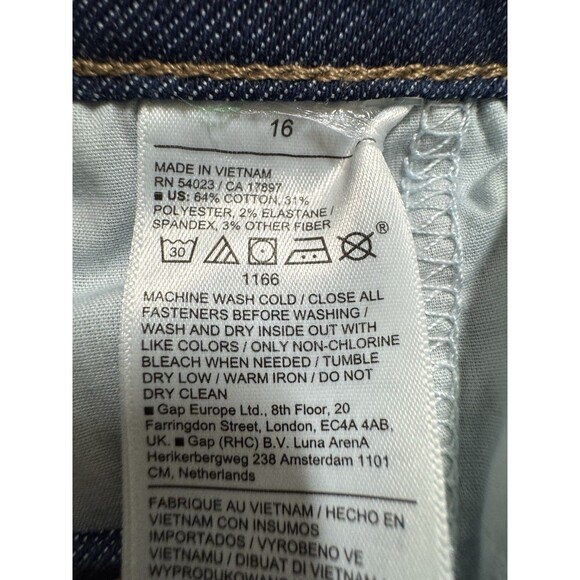 16
MADE IN VIETNAM
RN 54023 / CA 17897
■ US: 64% COTTON, 31%
POLYESTER, 2% ELASTANE /
SPANDEX, 3% OTHER FIBER
30 ®
1166
MACHINE WASH COLD / CLOSE ALL
FASTENERS BEFORE WASHING /
WASH AND DRY INSIDE OUT WITH
LIKE COLORS / ONLY NON-CHLORINE
BLEACH WHEN NEEDED / TUMBLE
DRY LOW / WARM IRON / DO NOT
DRY CLEAN
■ Gap Europe Ltd., 8th Floor, 20
Farringdon Street, London, EC4A 4AB,
UK. ■ Gap (RHC) B.V. Luna ArenA
Herikerbergweg 238 Amsterdam 1101
CM, Netherlands
FABRIQUE AU VIETNAM / HECHO EN
VIETNAM CON INSUMOS
IMPORTADOS / VYROBENO VE
VIETNAMU / DIBUAT DI VIETNAM
WYPRODUKOWANO